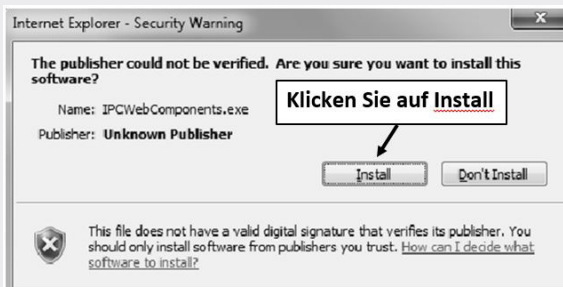 Internet Explorer - Security Warning
The publisher could not be verified. Are you sure you want to install this
software?
Name: IPCWebComponents.exe
Klicken Sie auf Install
Publisher: Unknown Publisher
Install Don't Install
This file does not have a valid digital signature that verifies its publisher. You
should only install software from publishers you trust. How can I decide what
software to install?